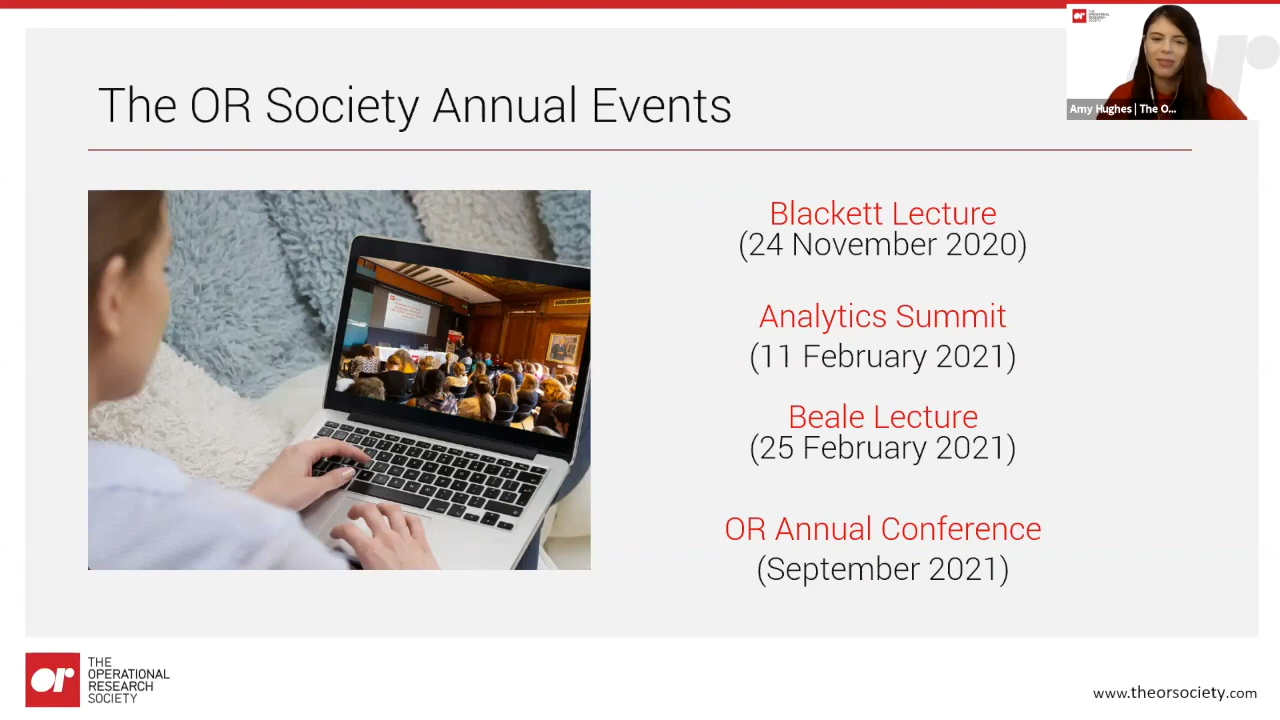 The OR Society Annual Events
Amy Hughes | The O...
Blackett Lecture
(24 November 2020)
Analytics Summit
(11 February 2021)
Beale Lecture
(25 February 2021)
OR Annual Conference
(September 2021)
or
THE
OPERATIONAL
RESEARCH
SOCIETY
www.theorsociety.com